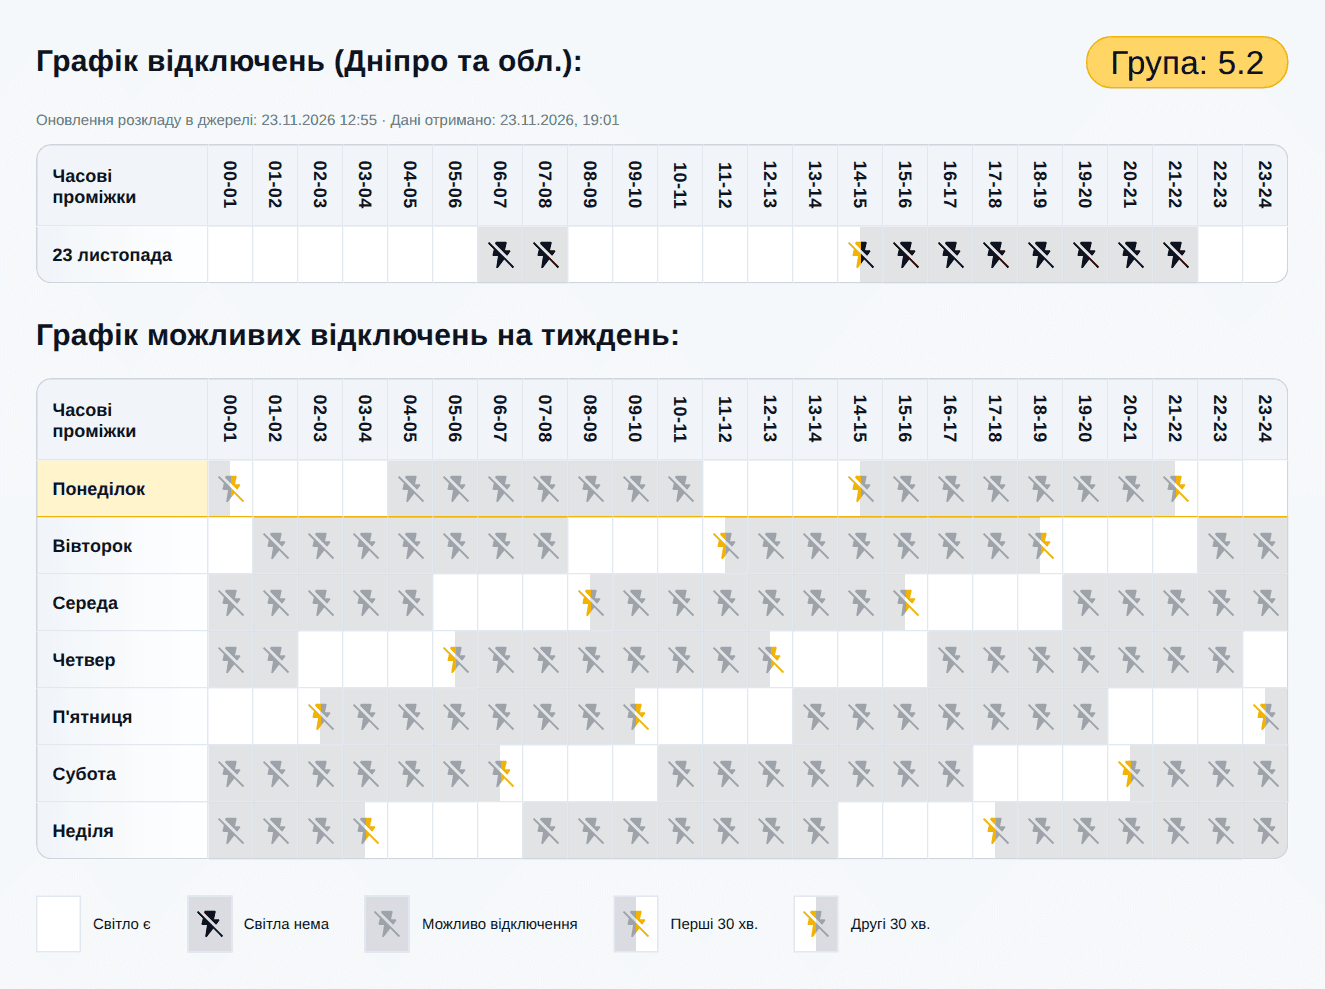 Графік відключень (Дніпро та обл.):
Група: 5.2
Оновлення розкладу в джерелі: 23.11.2026 12:55 · Дані отримано: 23.11.2026, 19:01
Часові проміжки 00-01 01-02 02-03 03-04 04-05 05-06 06-07 07-08 08-09 09-10 10-11 11-12 12-13 13-14 14-15 15-16 16-17 17-18 18-19 19-20 20-21 21-22 22-23 23-24
23 листопада
Графік можливих відключень на тиждень:
Часові проміжки 00-01 01-02 02-03 03-04 04-05 05-06 06-07 07-08 08-09 09-10 10-11 11-12 12-13 13-14 14-15 15-16 16-17 17-18 18-19 19-20 20-21 21-22 22-23 23-24
Понеділок
Вівторок
Середа
Четвер
П'ятниця
Субота
Неділя
Світло є Світла нема Можливо відключення Перші 30 хв. Другі 30 хв.